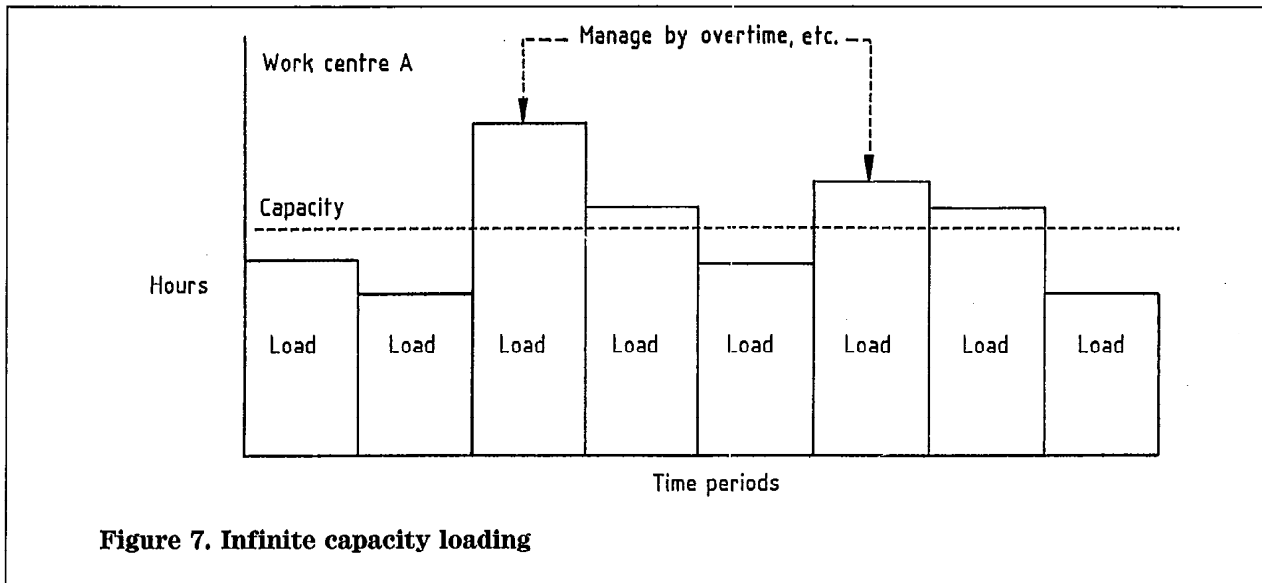 Manage by overtime, etc.
Work centre A
Capacity
Hours
Load Load Load Load Load Load Load Load
Time periods
Figure 7. Infinite capacity loading